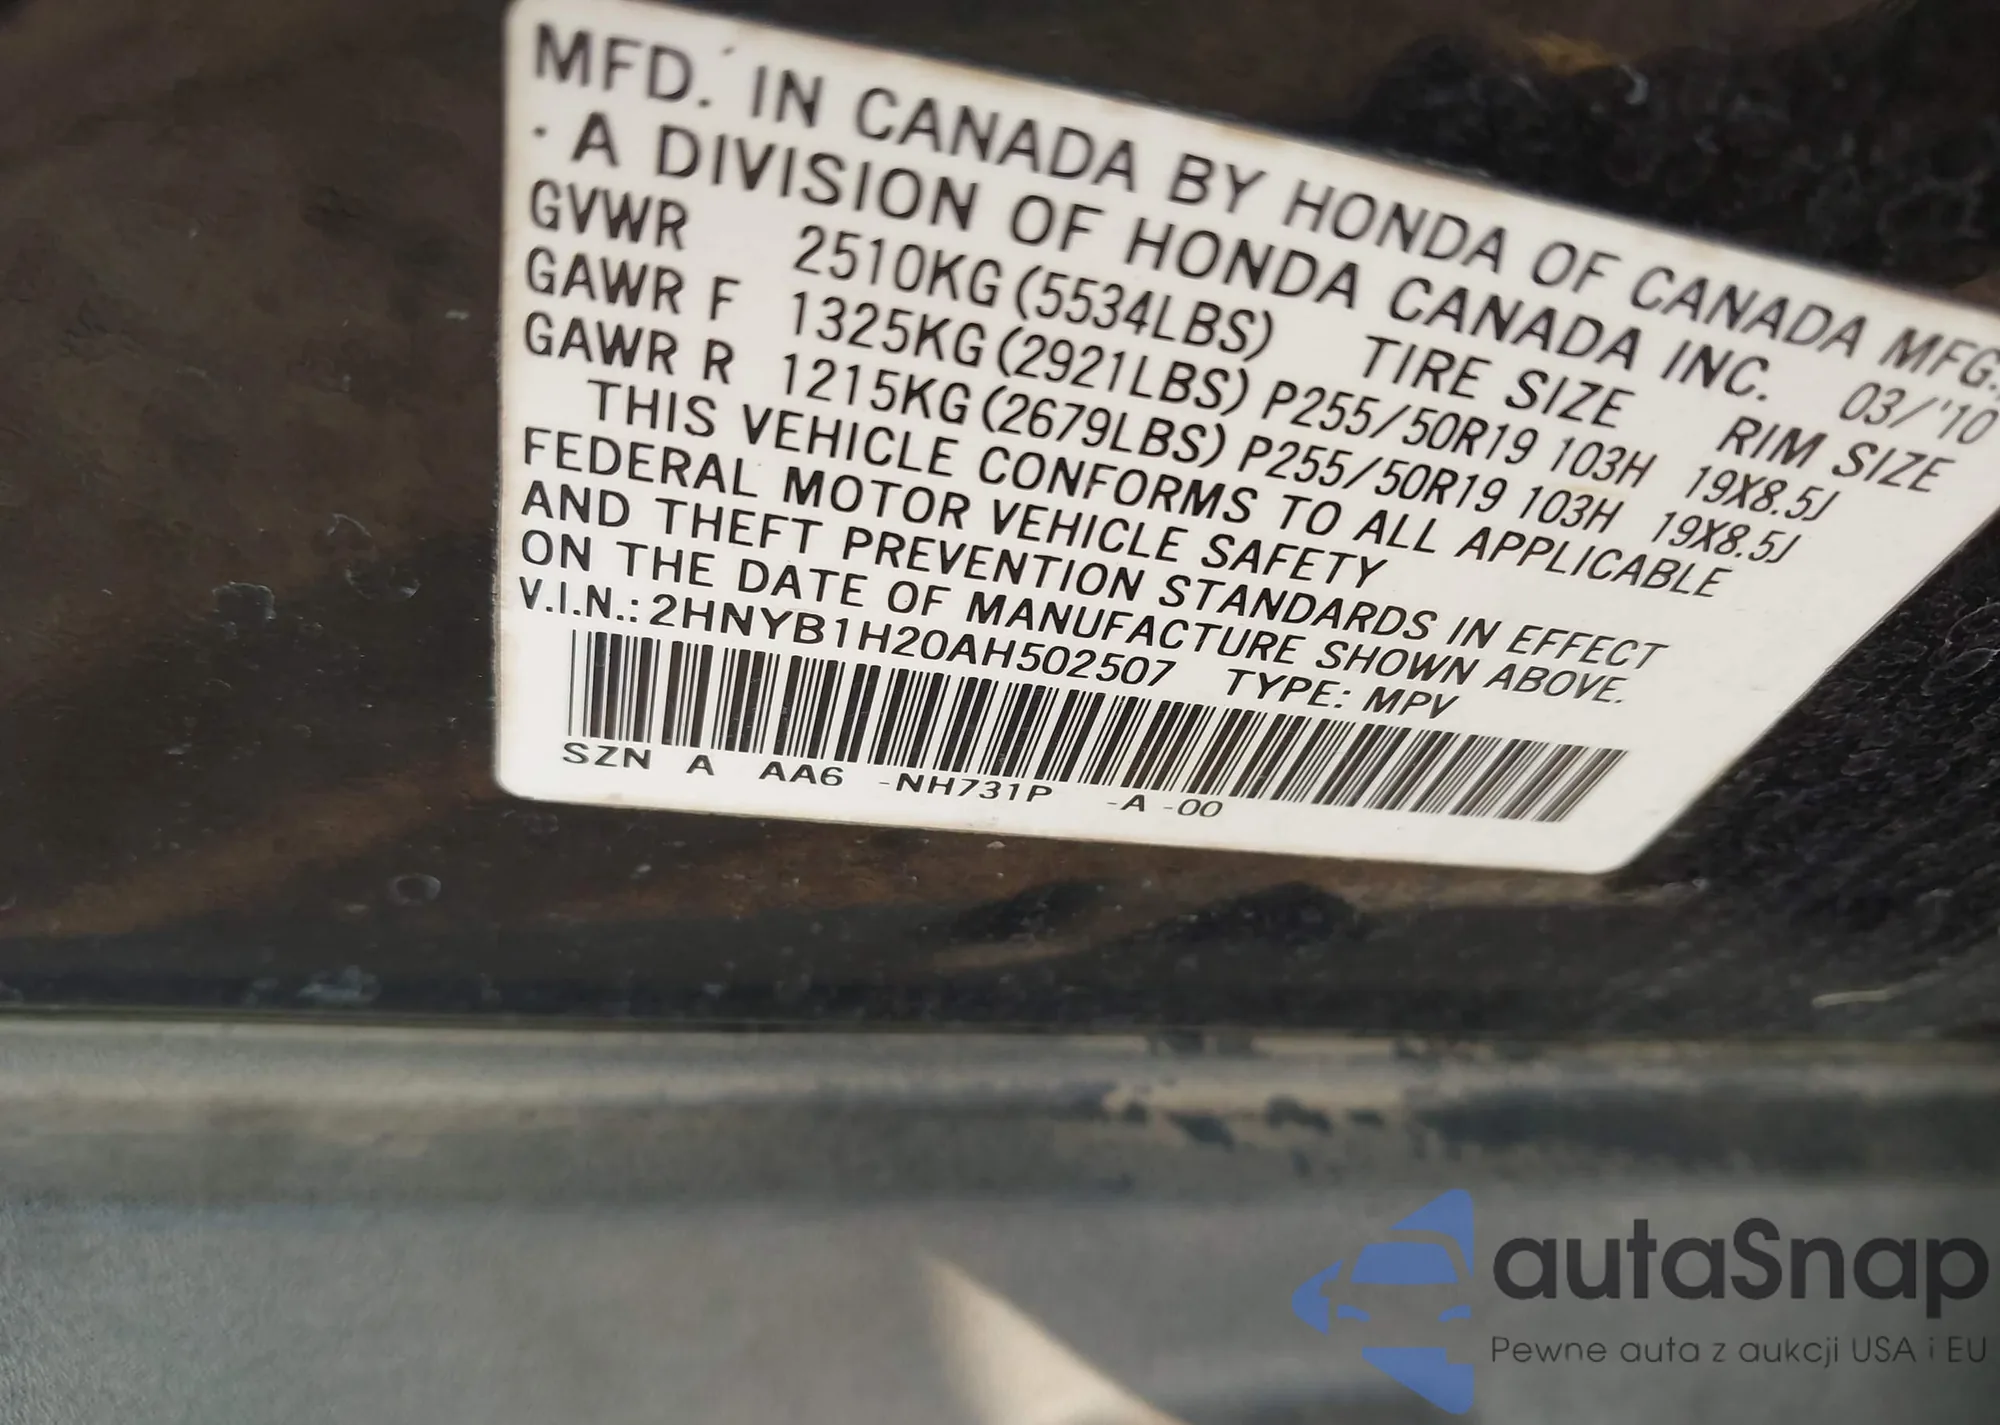 MFD. IN CANADA BY HONDA OF CANADA MFG.,
A DIVISION OF HONDA CANADA INC. 03/'10
GVWR 2510KG (5534LBS) TIRE SIZE RIM SIZE
GAWR F 1325KG (2921LBS) P255/50R19 103H 19X8.5J
GAWR R 1215KG (2679LBS) P255/50R19 103H 19X8.5J
THIS VEHICLE CONFORMS TO ALL APPLICABLE
FEDERAL MOTOR VEHICLE SAFETY
AND THEFT PREVENTION STANDARDS IN EFFECT
ON THE DATE OF MANUFACTURE SHOWN ABOVE.
V.I.N.: 2HNYB1H20AH502507 TYPE: MPV
SZN A AA6 -NH731P -A -00
autaSnap
Pewne auta z aukcji USA i EU